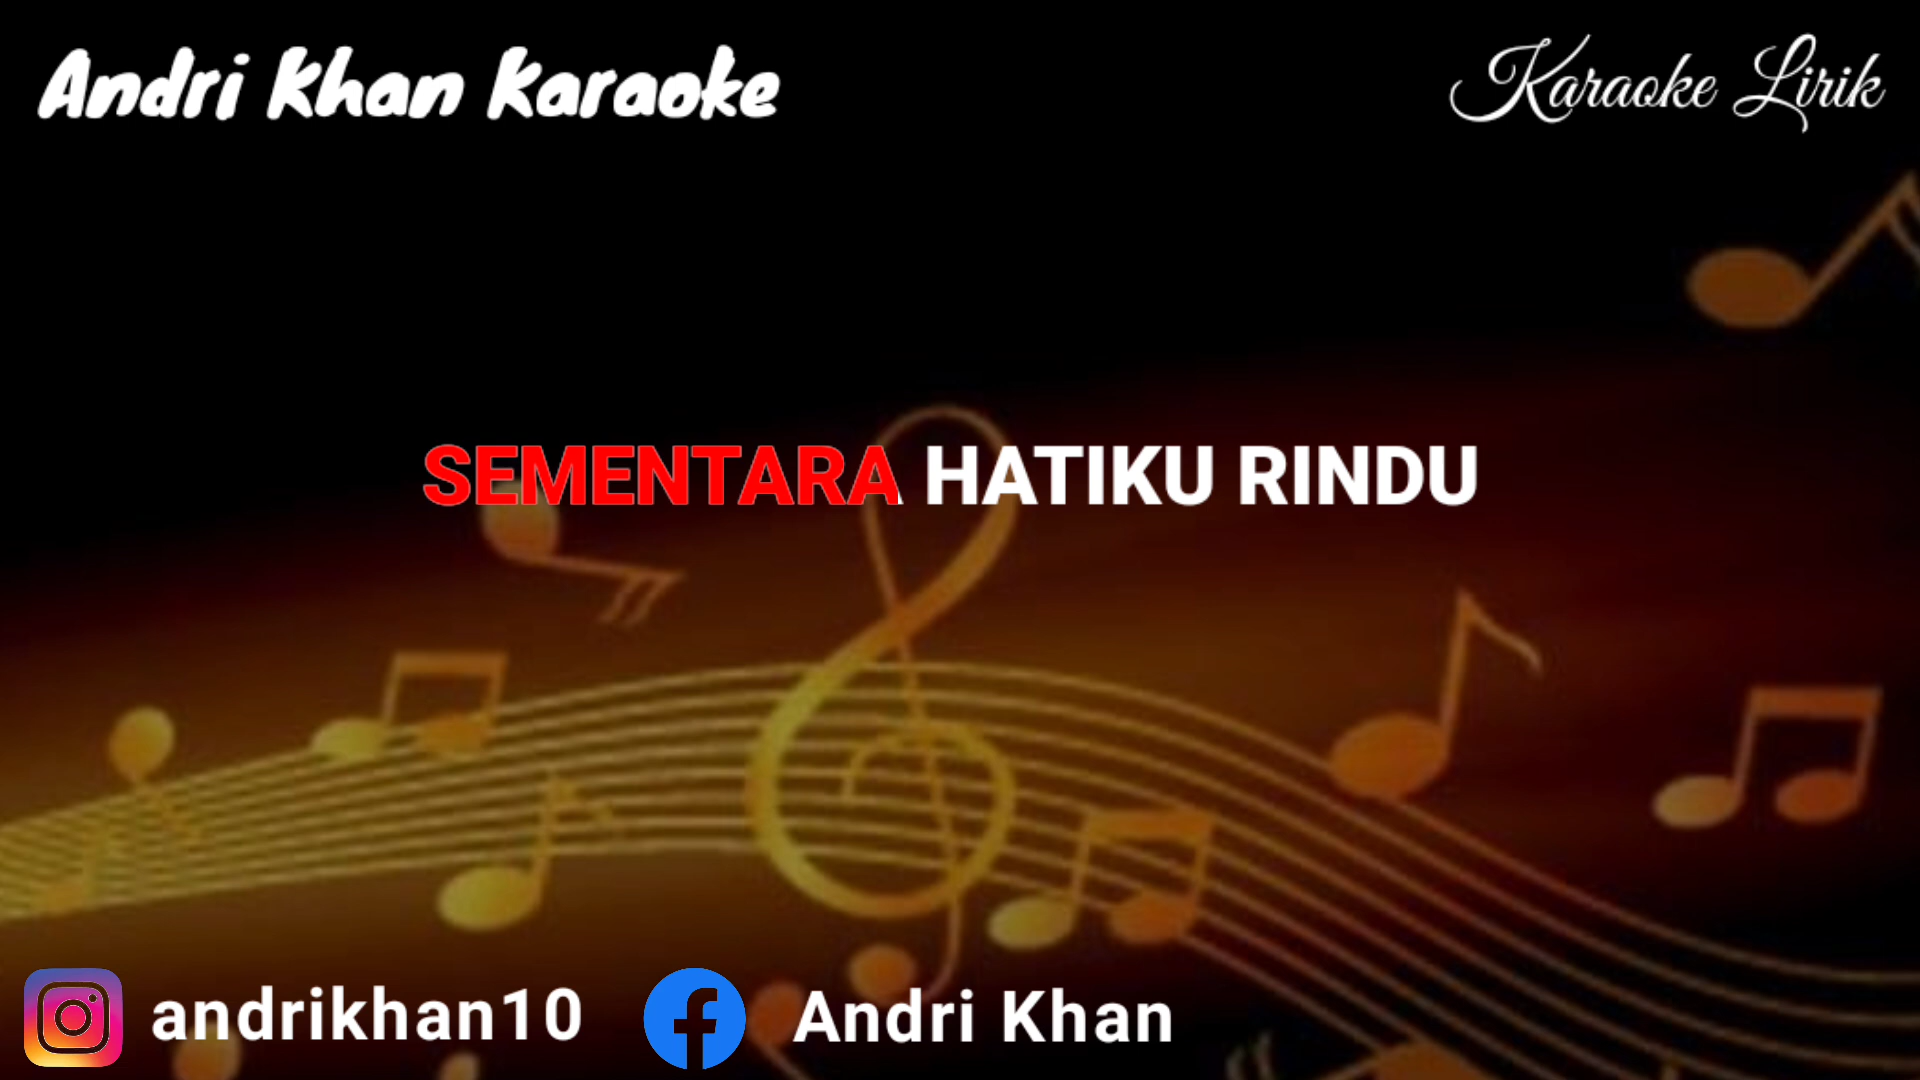 Andri Khan Karaoke
Karaoke Lirik
SEMENTARA HATIKU RINDU
andrikhan10
Andri Khan